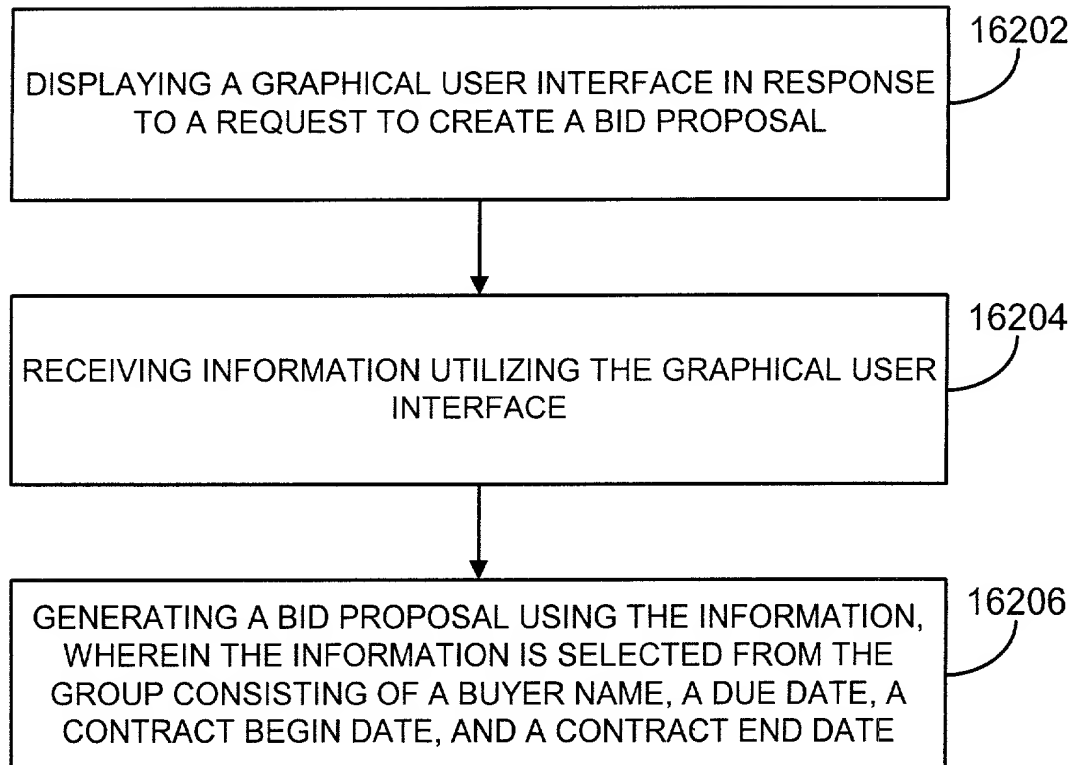 16202
DISPLAYING A GRAPHICAL USER INTERFACE IN RESPONSE
TO A REQUEST TO CREATE A BID PROPOSAL
16204
RECEIVING INFORMATION UTILIZING THE GRAPHICAL USER
INTERFACE
16206
GENERATING A BID PROPOSAL USING THE INFORMATION,
WHEREIN THE INFORMATION IS SELECTED FROM THE
GROUP CONSISTING OF A BUYER NAME, A DUE DATE, A
CONTRACT BEGIN DATE, AND A CONTRACT END DATE